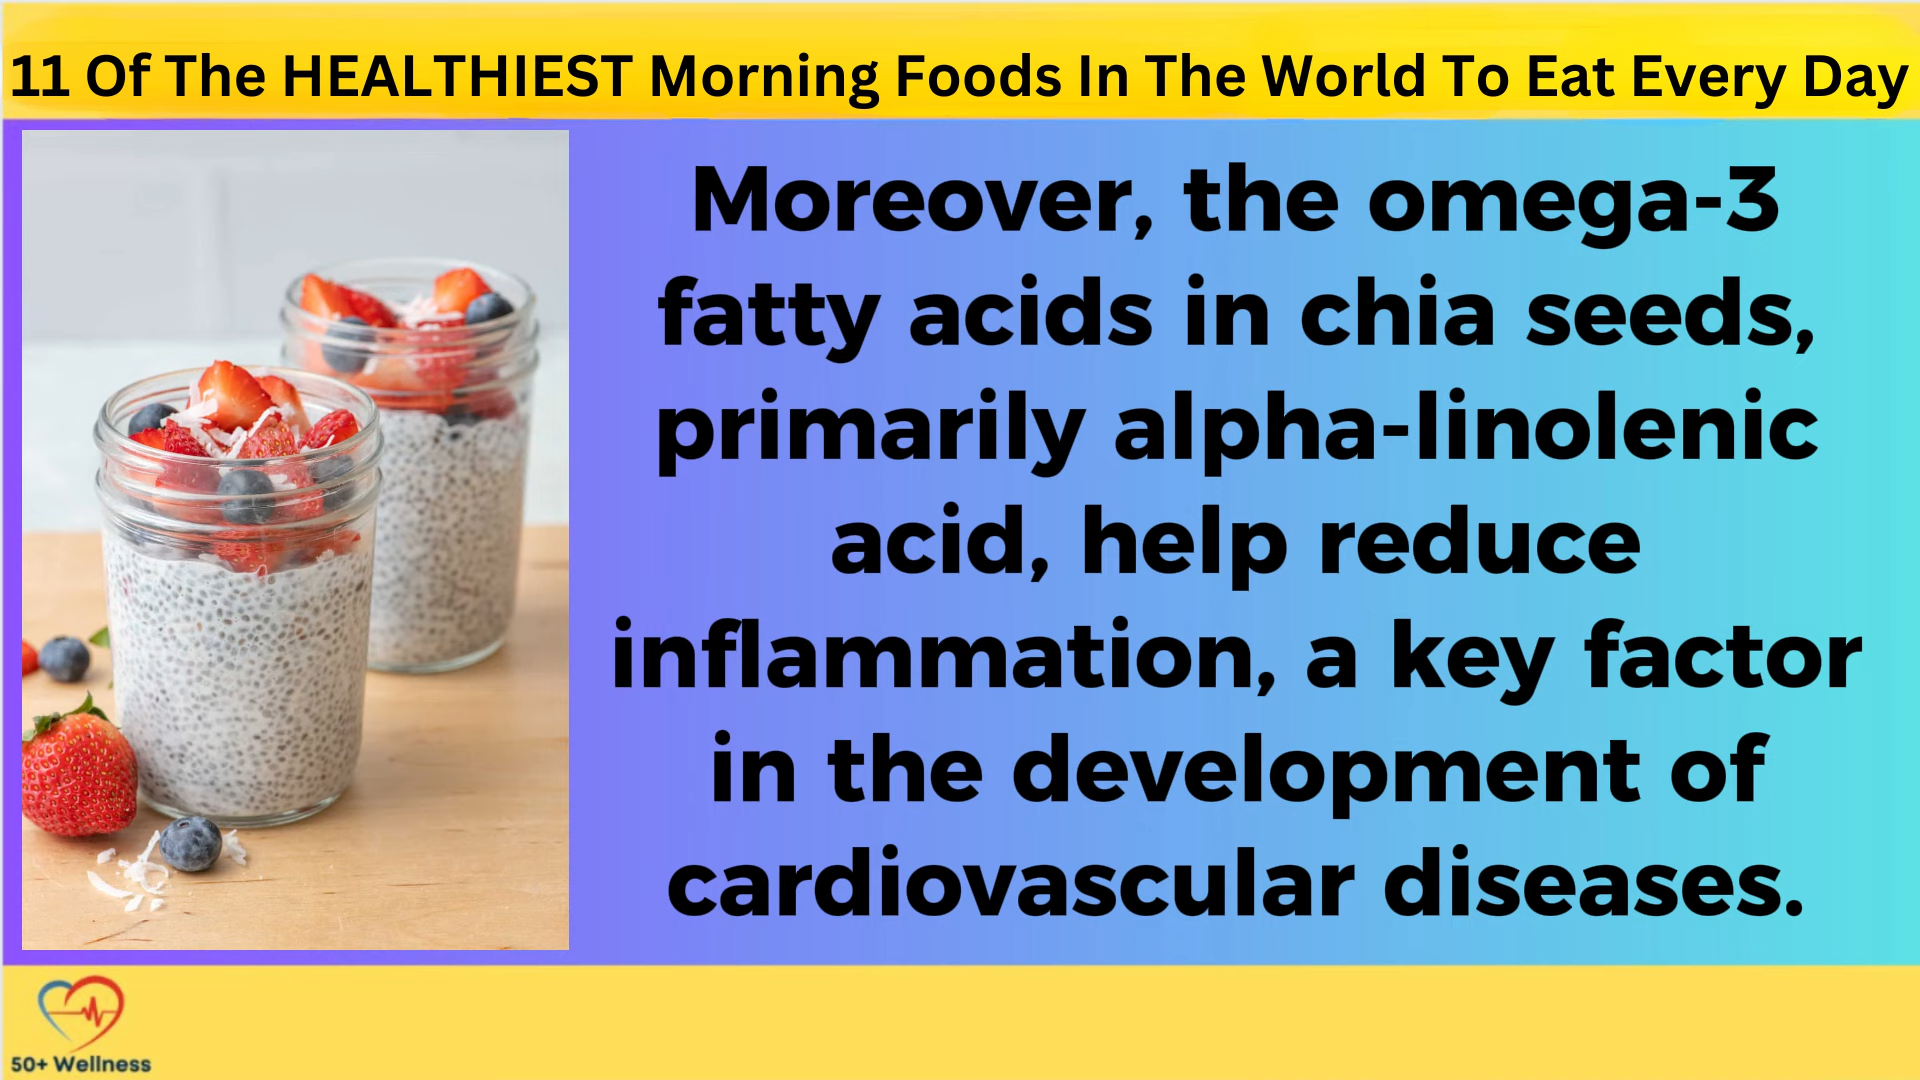 11 Of The HEALTHIEST Morning Foods In The World To Eat Every Day
Moreover, the omega-3
fatty acids in chia seeds,
primarily alpha-linolenic
acid, help reduce
inflammation, a key factor
in the development of
cardiovascular diseases.
50+ Wellness